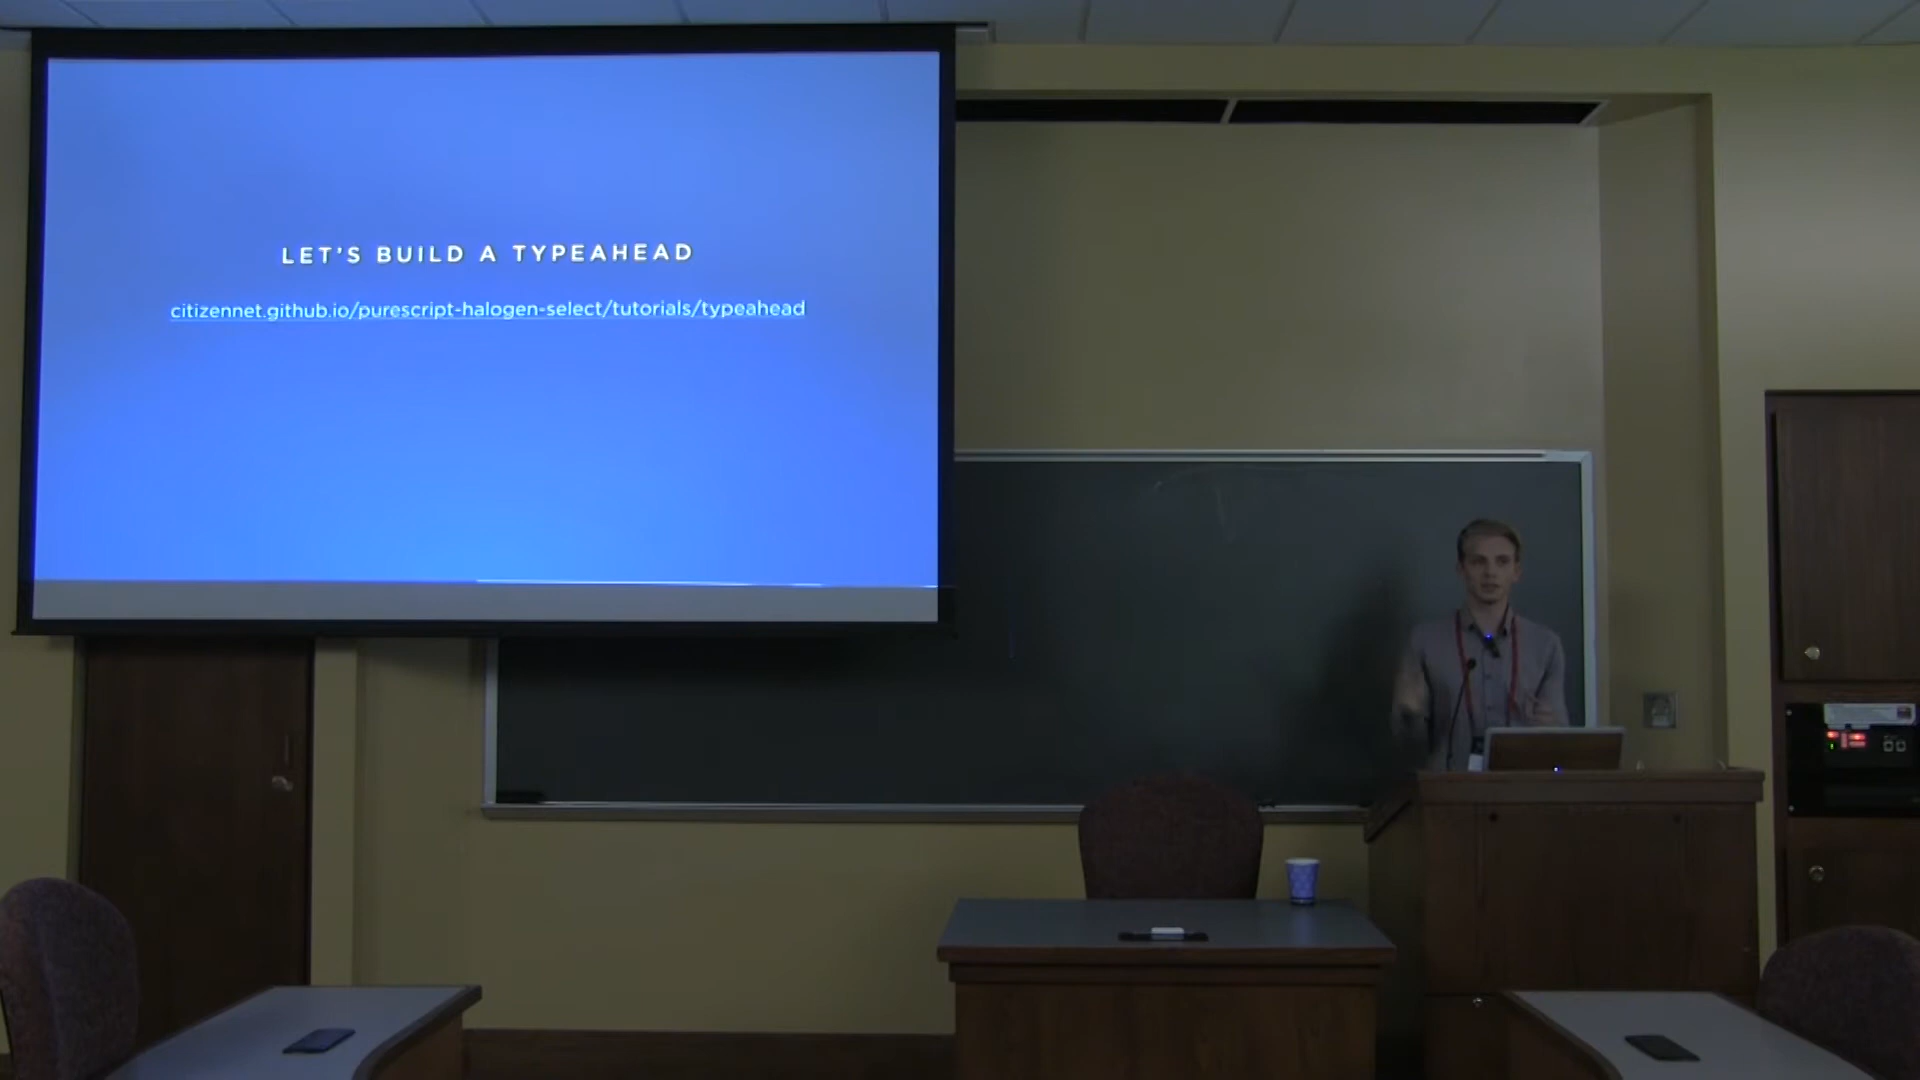 LET'S BUILD A TYPEAHEAD
citizennet.github.io/purescript-halogen-select/tutorials/typeahead